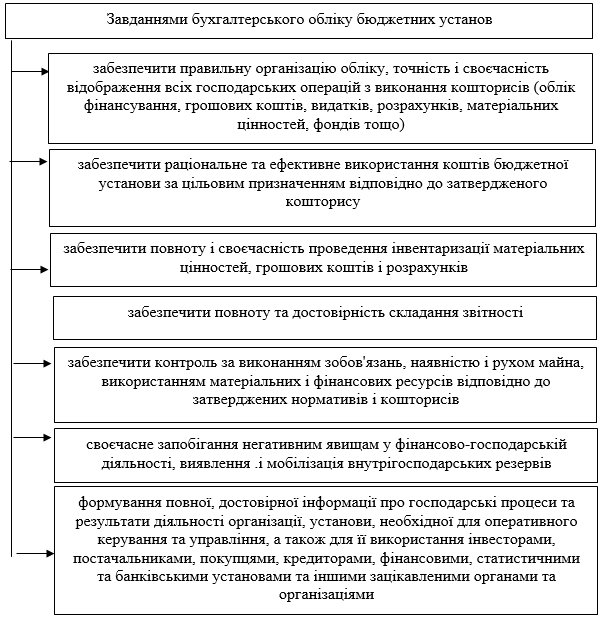 Завданнями бухгалтерського обліку бюджетних установ
забезпечити правильну організацію обліку, точність і своєчасність
відображення всіх господарських операцій з виконання кошторисів (облік
фінансування, грошових коштів, видатків, розрахунків, матеріальних
цінностей, фондів тощо)
забезпечити раціональне та ефективне використання коштів бюджетної
установи за цільовим призначенням відповідно до затвердженого
кошторису
забезпечити повноту і своєчасність проведення інвентаризації матеріальних
цінностей, грошових коштів і розрахунків
забезпечити повноту та достовірність складання звітності
забезпечити контроль за виконанням зобов'язань, наявністю і рухом майна,
використанням матеріальних і фінансових ресурсів відповідно до
затверджених нормативів і кошторисів
своєчасне запобігання негативним явищам у фінансово-господарській
діяльності, виявлення .і мобілізація внутрігосподарських резервів
формування повної, достовірної інформації про господарські процеси та
результати діяльності організації, установи, необхідної для оперативного
керування та управління, а також для її використання інвесторами,
постачальниками, покупцями, кредиторами, фінансовими, статистичними
та банківськими установами та іншими зацікавленими органами та
організаціями